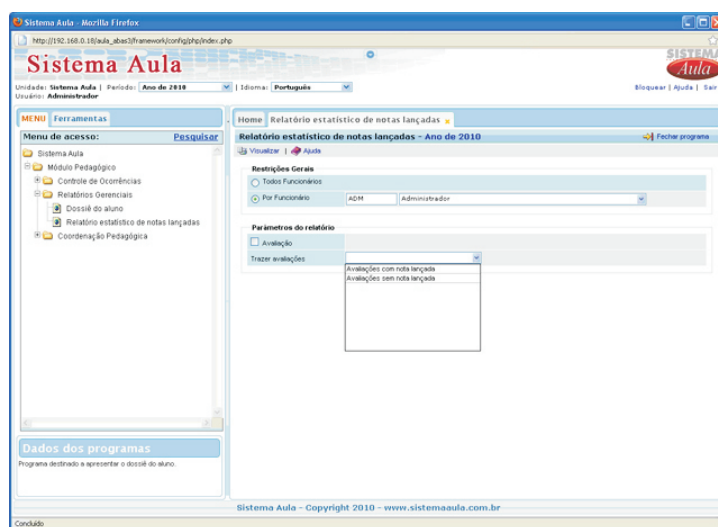 Sistema Aula - Mozilla Firefox
http://192.168.0.18/aula_abas3/framework/config/php/index.php
Sistema Aula
SISTEMA
Aula
Unidade: Sistema Aula | Período: Ano de 2010 | Idioma: Português
Bloquear | Ajuda | Sair
Usuário: Administrador
MENU Ferramentas
Home Relatório estatístico de notas lançadas
Menu de acesso: Pesquisar
Relatório estatístico de notas lançadas - Ano de 2010
Fechar programa
Visualizar | Ajuda
Sistema Aula
Módulo Pedagógico
Controle de Ocorrências
Relatórios Gerenciais
Dossiê do aluno
Relatório estatístico de notas lançadas
Coordenação Pedagógica
Restrições Gerais
Todos Funcionários
Por Funcionário ADM Administrador
Parâmetros do relatório
Avaliação
Trazer avaliações
Avaliações com nota lançada
Avaliações sem nota lançada
Dados dos programas
Programa destinado a apresentar o dossiê do aluno.
Sistema Aula - Copyright 2010 - www.sistemaaula.com.br
Concluído